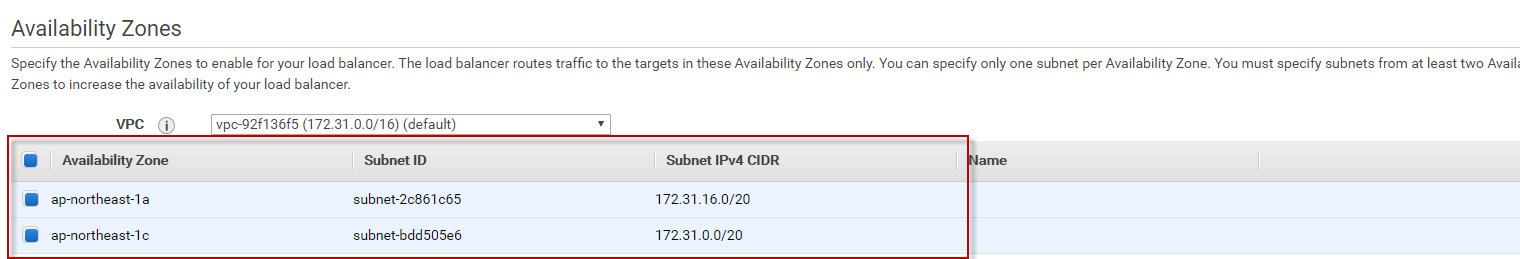 Availability Zones
Specify the Availability Zones to enable for your load balancer. The load balancer routes traffic to the targets in these Availability Zones only. You can specify only one subnet per Availability Zone. You must specify subnets from at least two
Zones to increase the availability of your load balancer.
VPC i vpc-92f136f5 (172.31.0.0/16) (default)
Availability Zone Subnet ID Subnet IPv4 CIDR Name
ap-northeast-1a subnet-2c861c65 172.31.16.0/20
ap-northeast-1c subnet-bdd505e6 172.31.0.0/20